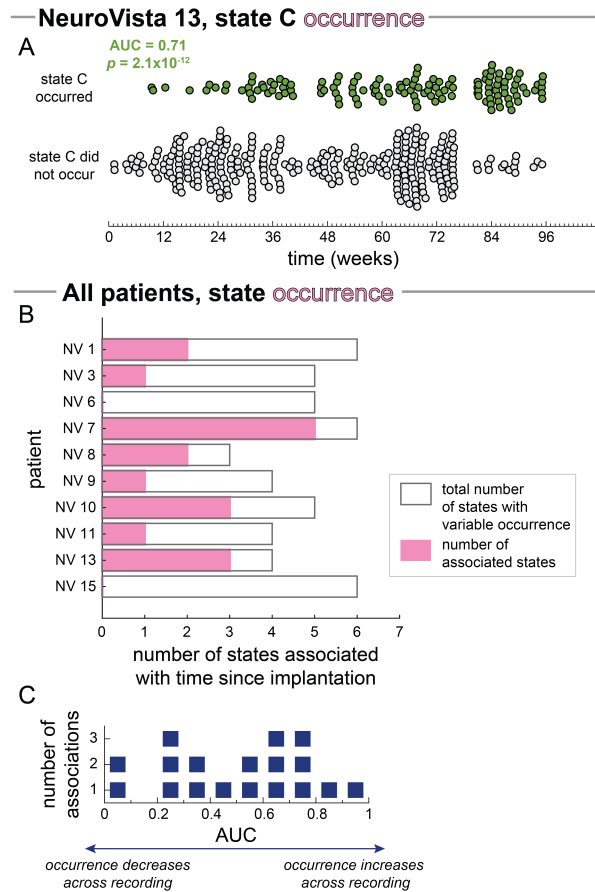 NeuroVista 13, state C occurrence
A
AUC = 0.71
p = 2.1x10⁻¹²
state C
occurred
state C did
not occur
0 12 24 36 48 60 72 84 96
time (weeks)
All patients, state occurrence
B
NV 1
NV 3
NV 6
NV 7
NV 8
NV 9
NV 10
NV 11
NV 13
NV 15
patient
0 1 2 3 4 5 6 7
number of states associated
with time since implantation
total number
of states with
variable occurrence
number of
associated states
C
number of
associations
3
2
1
0 0.2 0.4 0.6 0.8 1
AUC
occurrence decreases
across recording
occurrence increases
across recording